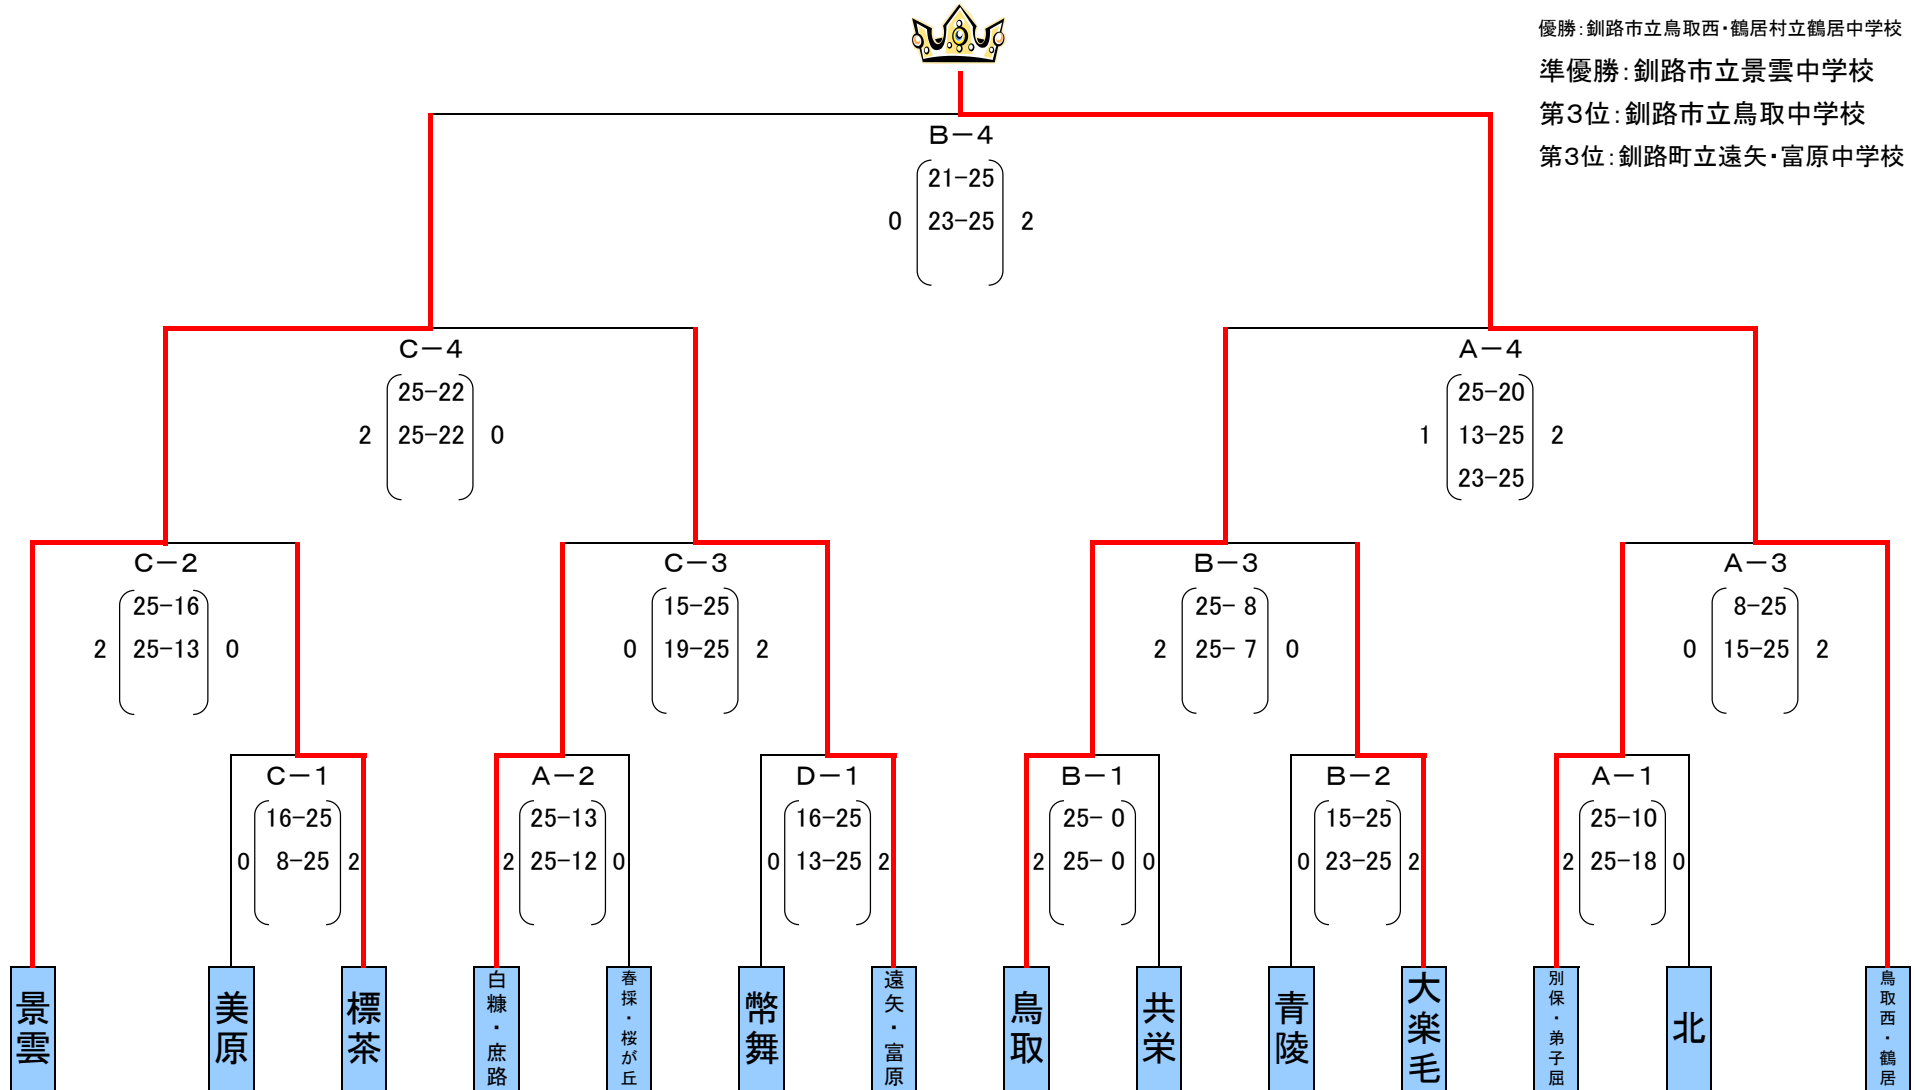 優勝：釧路市立鳥取西・鶴居村立鶴居中学校
準優勝：釧路市立景雲中学校
第3位：釧路市立鳥取中学校
第3位：釧路町立遠矢・富原中学校
B－4
21-25
0 23-25 2
C－4
25-22
2 25-22 0
A－4
25-20
1 13-25 2
23-25
C－2
25-16
2 25-13 0
C－3
15-25
0 19-25 2
B－3
25- 8
2 25- 7 0
A－3
8-25
0 15-25 2
C－1
16-25
0 8-25 2
A－2
25-13
2 25-12 0
D－1
16-25
0 13-25 2
B－1
25- 0
2 25- 0 0
B－2
15-25
0 23-25 2
A－1
25-10
2 25-18 0
景雲
美原
標茶
白糠・庶路
春採・桜が丘
幣舞
遠矢・富原
鳥取
共栄
青陵
大楽毛
別保・弟子屈
北
鳥取西・鶴居